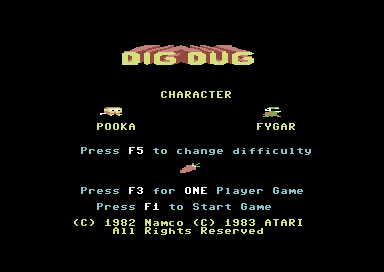 DIG DUG
CHARACTER
POOKA FYGAR
Press F5 to change difficulty
Press F3 for ONE Player Game
Press F1 to Start Game
(C) 1982 Namco (C) 1983 ATARI
All Rights Reserved